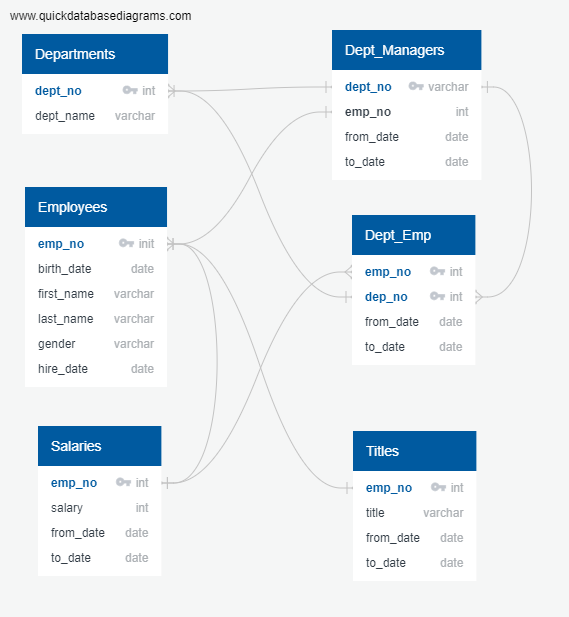 www.quickdatabasediagrams.com
Departments
dept_no int
dept_name varchar
Dept_Managers
dept_no varchar
emp_no int
from_date date
to_date date
Employees
emp_no init
birth_date date
first_name varchar
last_name varchar
gender varchar
hire_date date
Dept_Emp
emp_no int
dep_no int
from_date date
to_date date
Salaries
emp_no int
salary int
from_date date
to_date date
Titles
emp_no int
title varchar
from_date date
to_date date